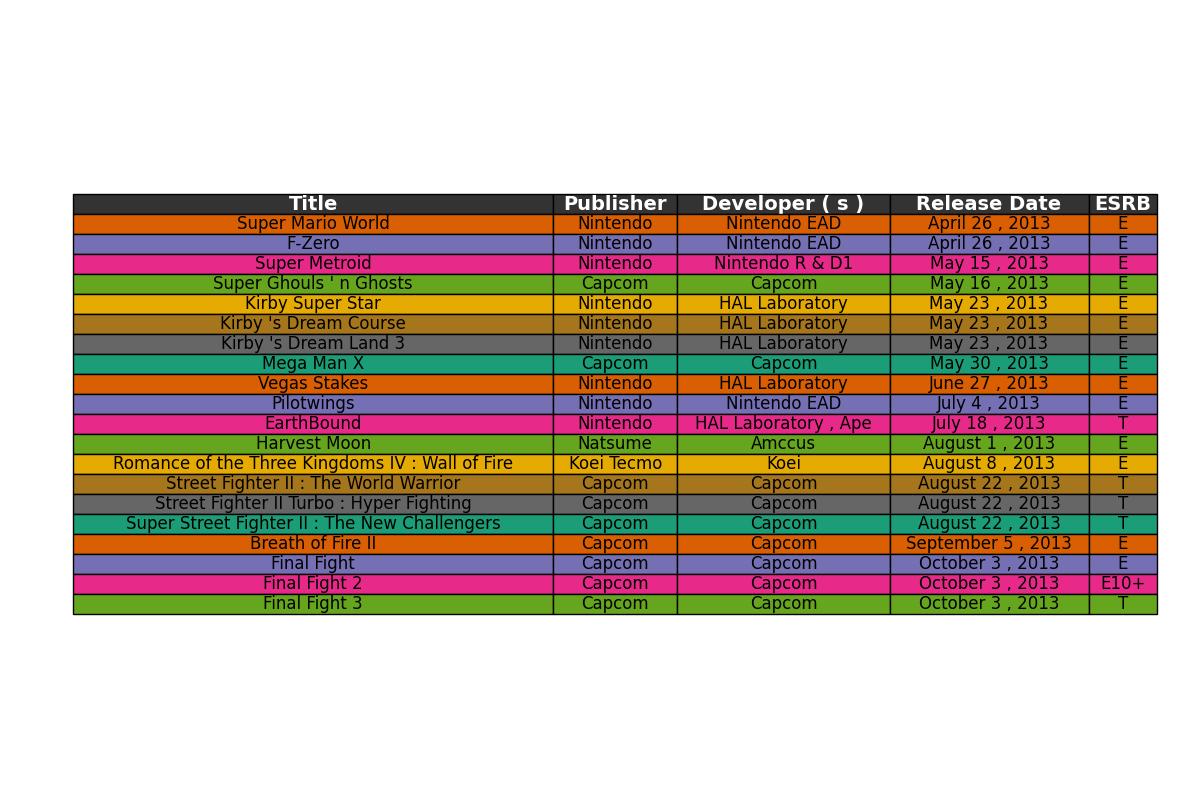 Title Publisher Developer ( s ) Release Date ESRB
Super Mario World Nintendo Nintendo EAD April 26 , 2013 E
F-Zero Nintendo Nintendo EAD April 26 , 2013 E
Super Metroid Nintendo Nintendo R & D1 May 15 , 2013 E
Super Ghouls ' n Ghosts Capcom Capcom May 16 , 2013 E
Kirby Super Star Nintendo HAL Laboratory May 23 , 2013 E
Kirby 's Dream Course Nintendo HAL Laboratory May 23 , 2013 E
Kirby 's Dream Land 3 Nintendo HAL Laboratory May 23 , 2013 E
Mega Man X Capcom Capcom May 30 , 2013 E
Vegas Stakes Nintendo HAL Laboratory June 27 , 2013 E
Pilotwings Nintendo Nintendo EAD July 4 , 2013 E
EarthBound Nintendo HAL Laboratory , Ape July 18 , 2013 T
Harvest Moon Natsume Amccus August 1 , 2013 E
Romance of the Three Kingdoms IV : Wall of Fire Koei Tecmo Koei August 8 , 2013 E
Street Fighter II : The World Warrior Capcom Capcom August 22 , 2013 T
Street Fighter II Turbo : Hyper Fighting Capcom Capcom August 22 , 2013 T
Super Street Fighter II : The New Challengers Capcom Capcom August 22 , 2013 T
Breath of Fire II Capcom Capcom September 5 , 2013 E
Final Fight Capcom Capcom October 3 , 2013 E
Final Fight 2 Capcom Capcom October 3 , 2013 E10+
Final Fight 3 Capcom Capcom October 3 , 2013 T